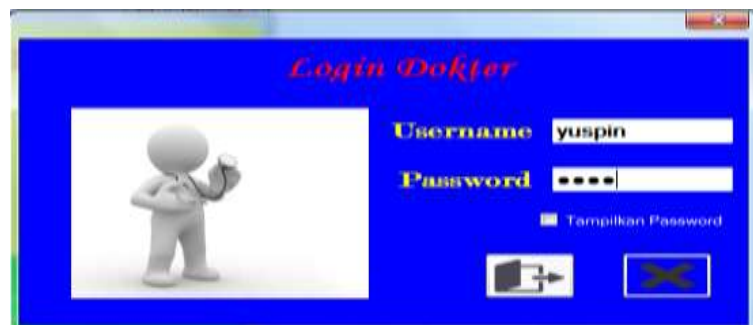 Login Dokter
Username yuspin
Password ••••
Tampilkan Password